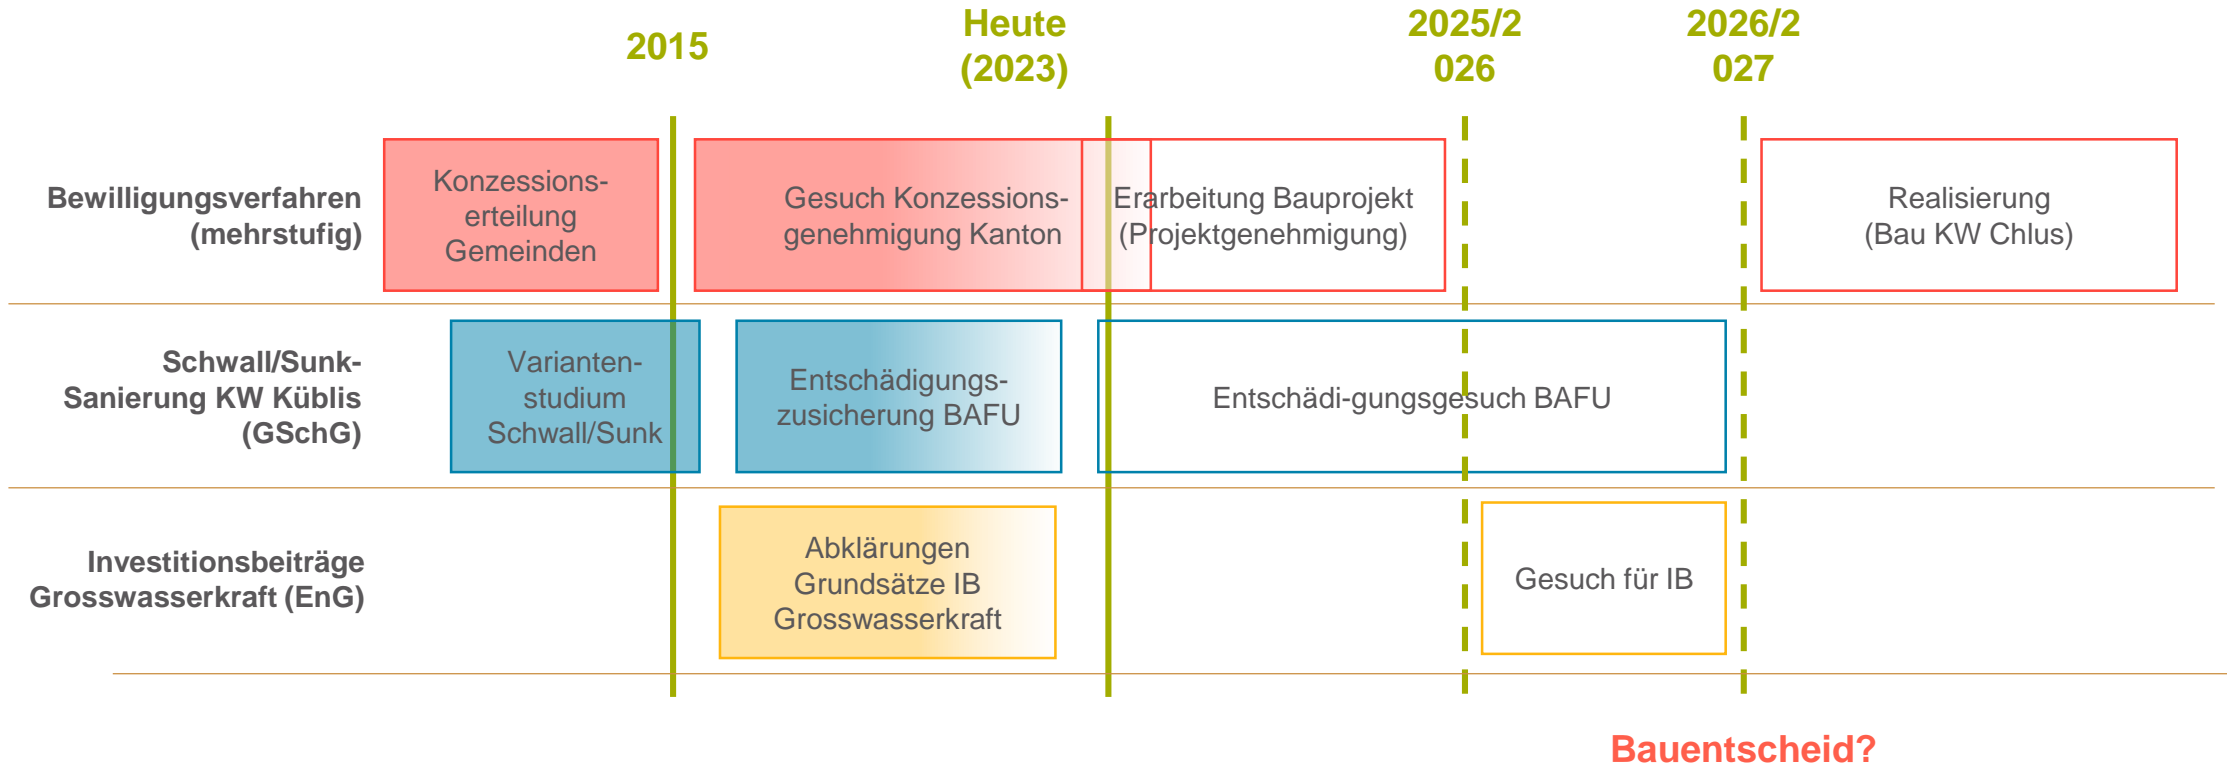 2015
Heute
(2023)
2025/2
026
2026/2
027
Bewilligungsverfahren
(mehrstufig)
Konzessions-
erteilung
Gemeinden
Gesuch Konzessions-
genehmigung Kanton
Erarbeitung Bauprojekt
(Projektgenehmigung)
Realisierung
(Bau KW Chlus)
Schwall/Sunk-
Sanierung KW Küblis
(GSchG)
Varianten-
studium
Schwall/Sunk
Entschädigungs-
zusicherung BAFU
Entschädi-gungsgesuch BAFU
Investitionsbeiträge
Grosswasserkraft (EnG)
Abklärungen
Grundsätze IB
Grosswasserkraft
Gesuch für IB
Bauentscheid?